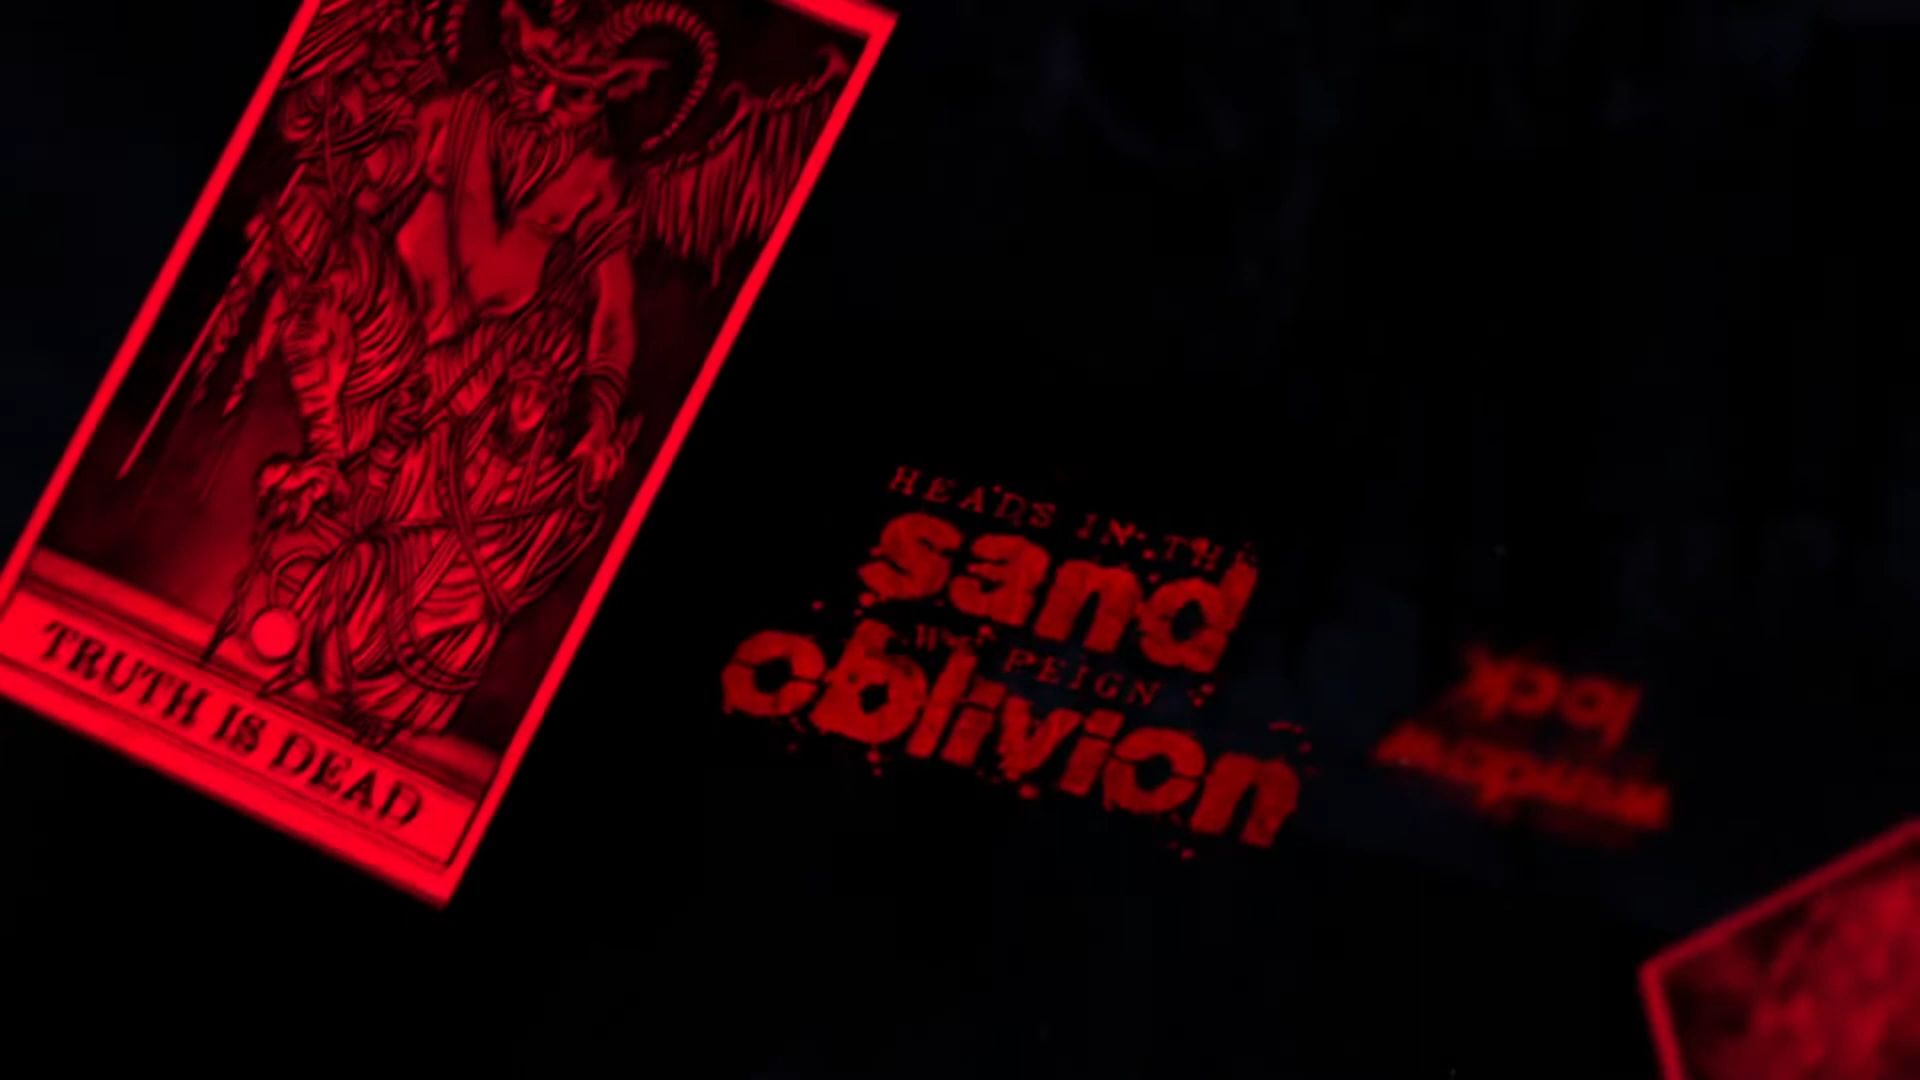 TRUTH IS DEAD
HEADS IN THE
sand
WE FEIGN
oblivion